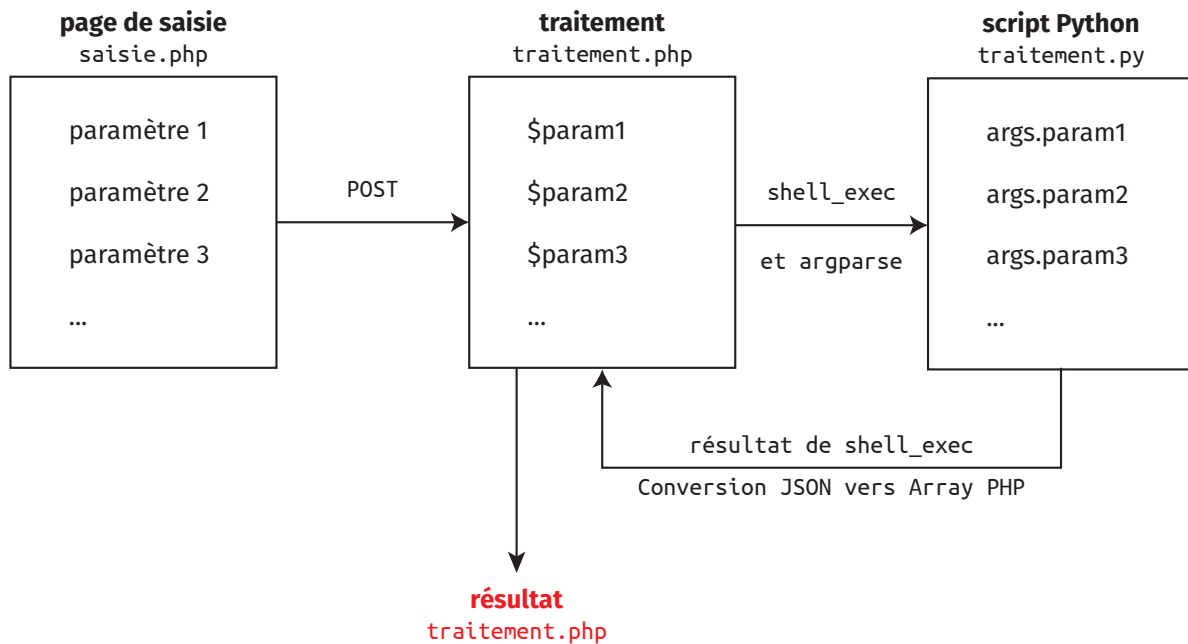 page de saisie
saisie.php
paramètre 1
paramètre 2
paramètre 3
...
POST
traitement
traitement.php
$param1
$param2
$param3
...
shell_exec
et argparse
script Python
traitement.py
args.param1
args.param2
args.param3
...
résultat de shell_exec
Conversion JSON vers Array PHP
résultat
traitement.php